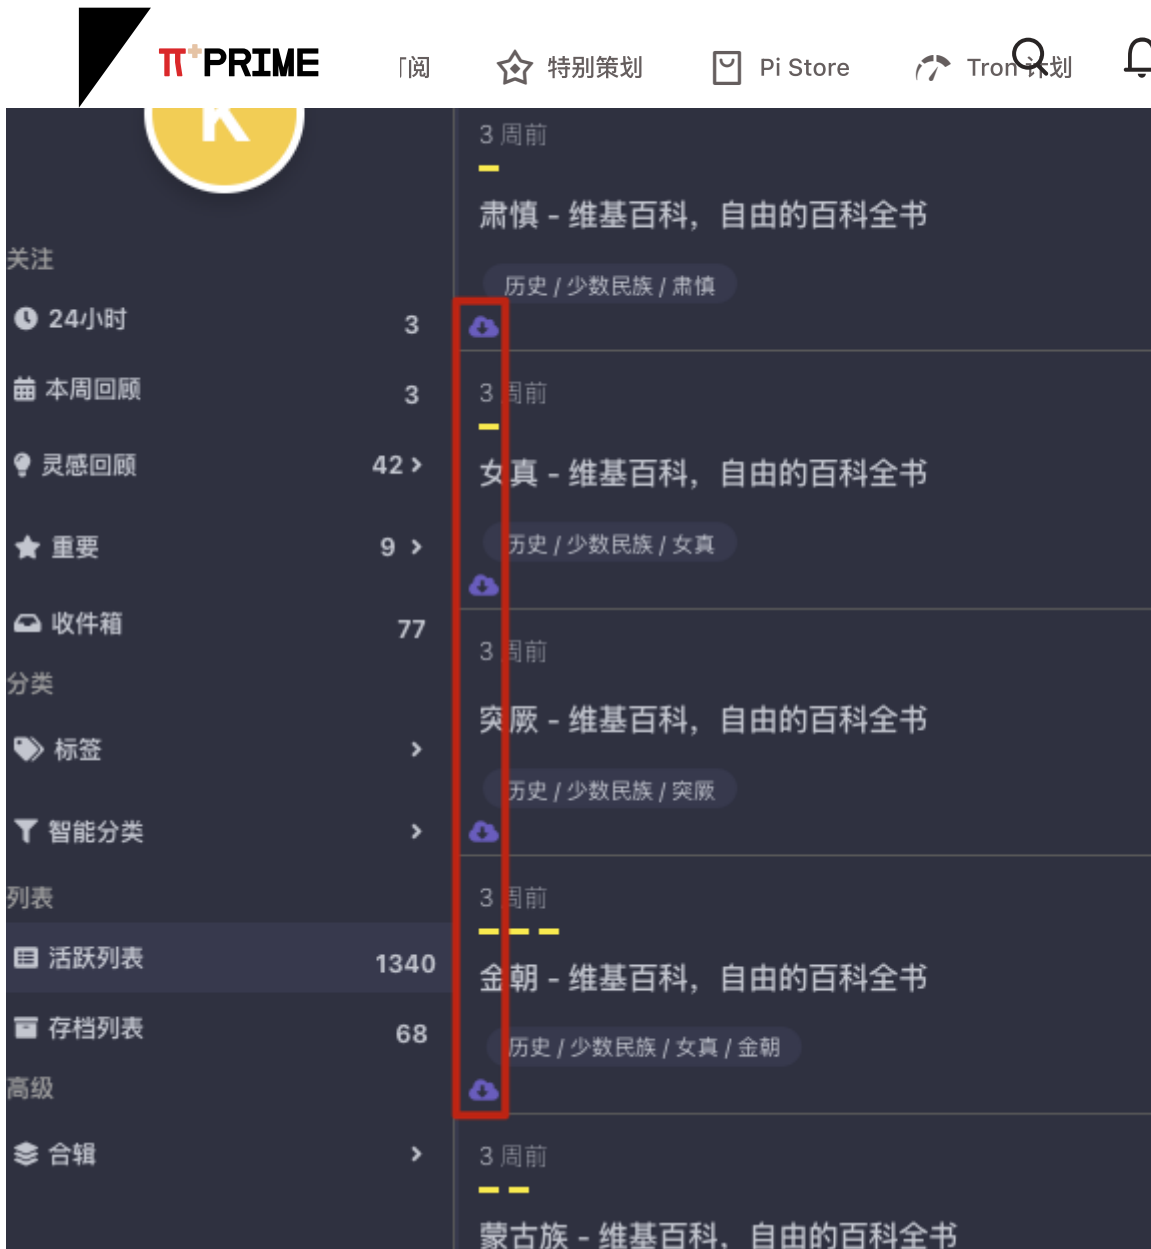 π+PRIME
阅
特别策划
Pi Store
Tron 计划
K
关注
24小时 3
本周回顾 3
灵感回顾 42
重要 9
收件箱 77
分类
标签
智能分类
列表
活跃列表 1340
存档列表 68
高级
合辑
3 周前
肃慎 - 维基百科，自由的百科全书
历史 / 少数民族 / 肃慎
3 周前
女真 - 维基百科，自由的百科全书
历史 / 少数民族 / 女真
3 周前
突厥 - 维基百科，自由的百科全书
历史 / 少数民族 / 突厥
3 周前
金朝 - 维基百科，自由的百科全书
历史 / 少数民族 / 女真 / 金朝
3 周前
蒙古族 - 维基百科，自由的百科全书